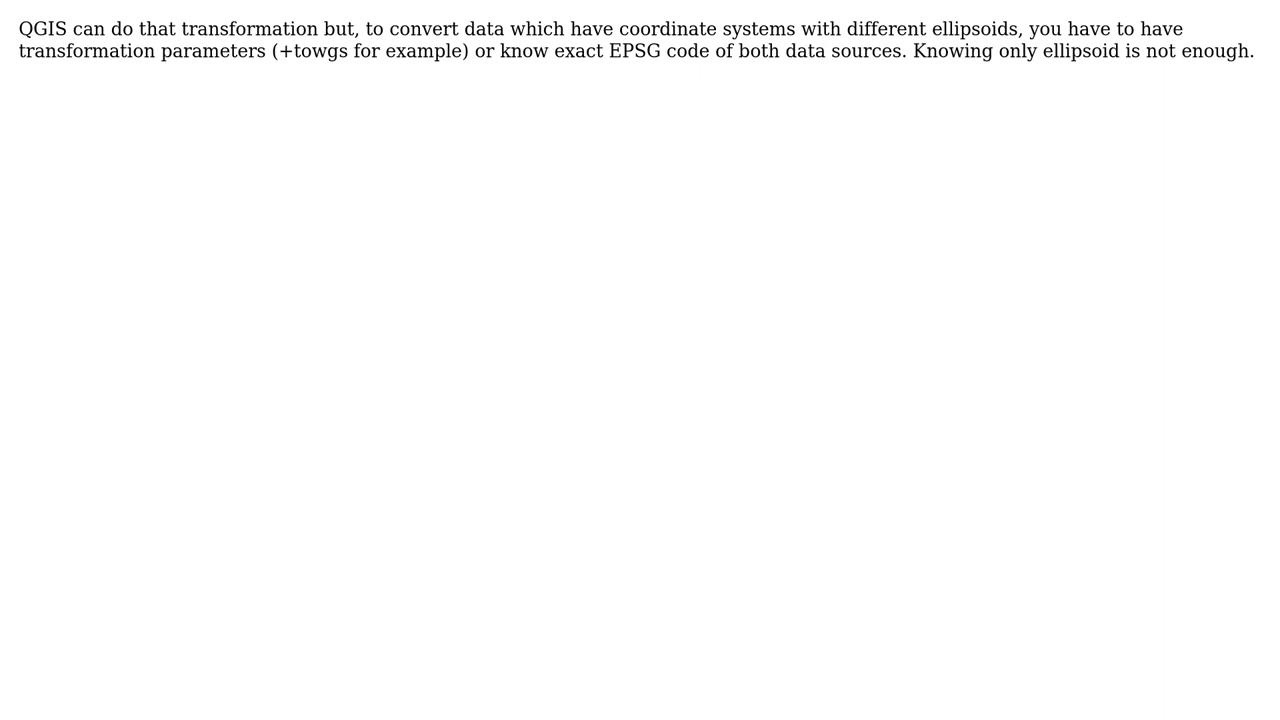 QGIS can do that transformation but, to convert data which have coordinate systems with different ellipsoids, you have to have
transformation parameters (+towgs for example) or know exact EPSG code of both data sources. Knowing only ellipsoid is not enough.